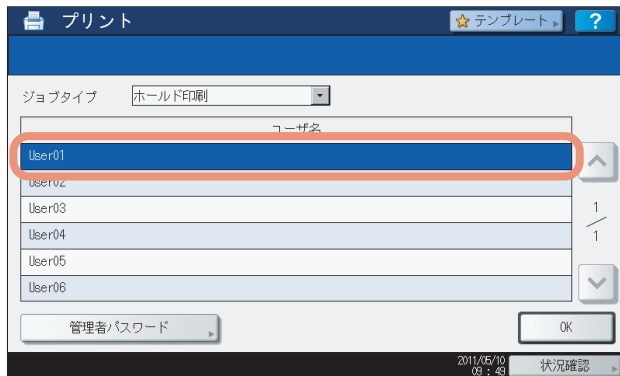 プリント
テンプレート
?
ジョブタイプ ホールド印刷
ユーザ名
User01
User02
User03
User04
User05
User06
1
1
管理者パスワード
OK
2011/05/10
09 : 49
状況確認